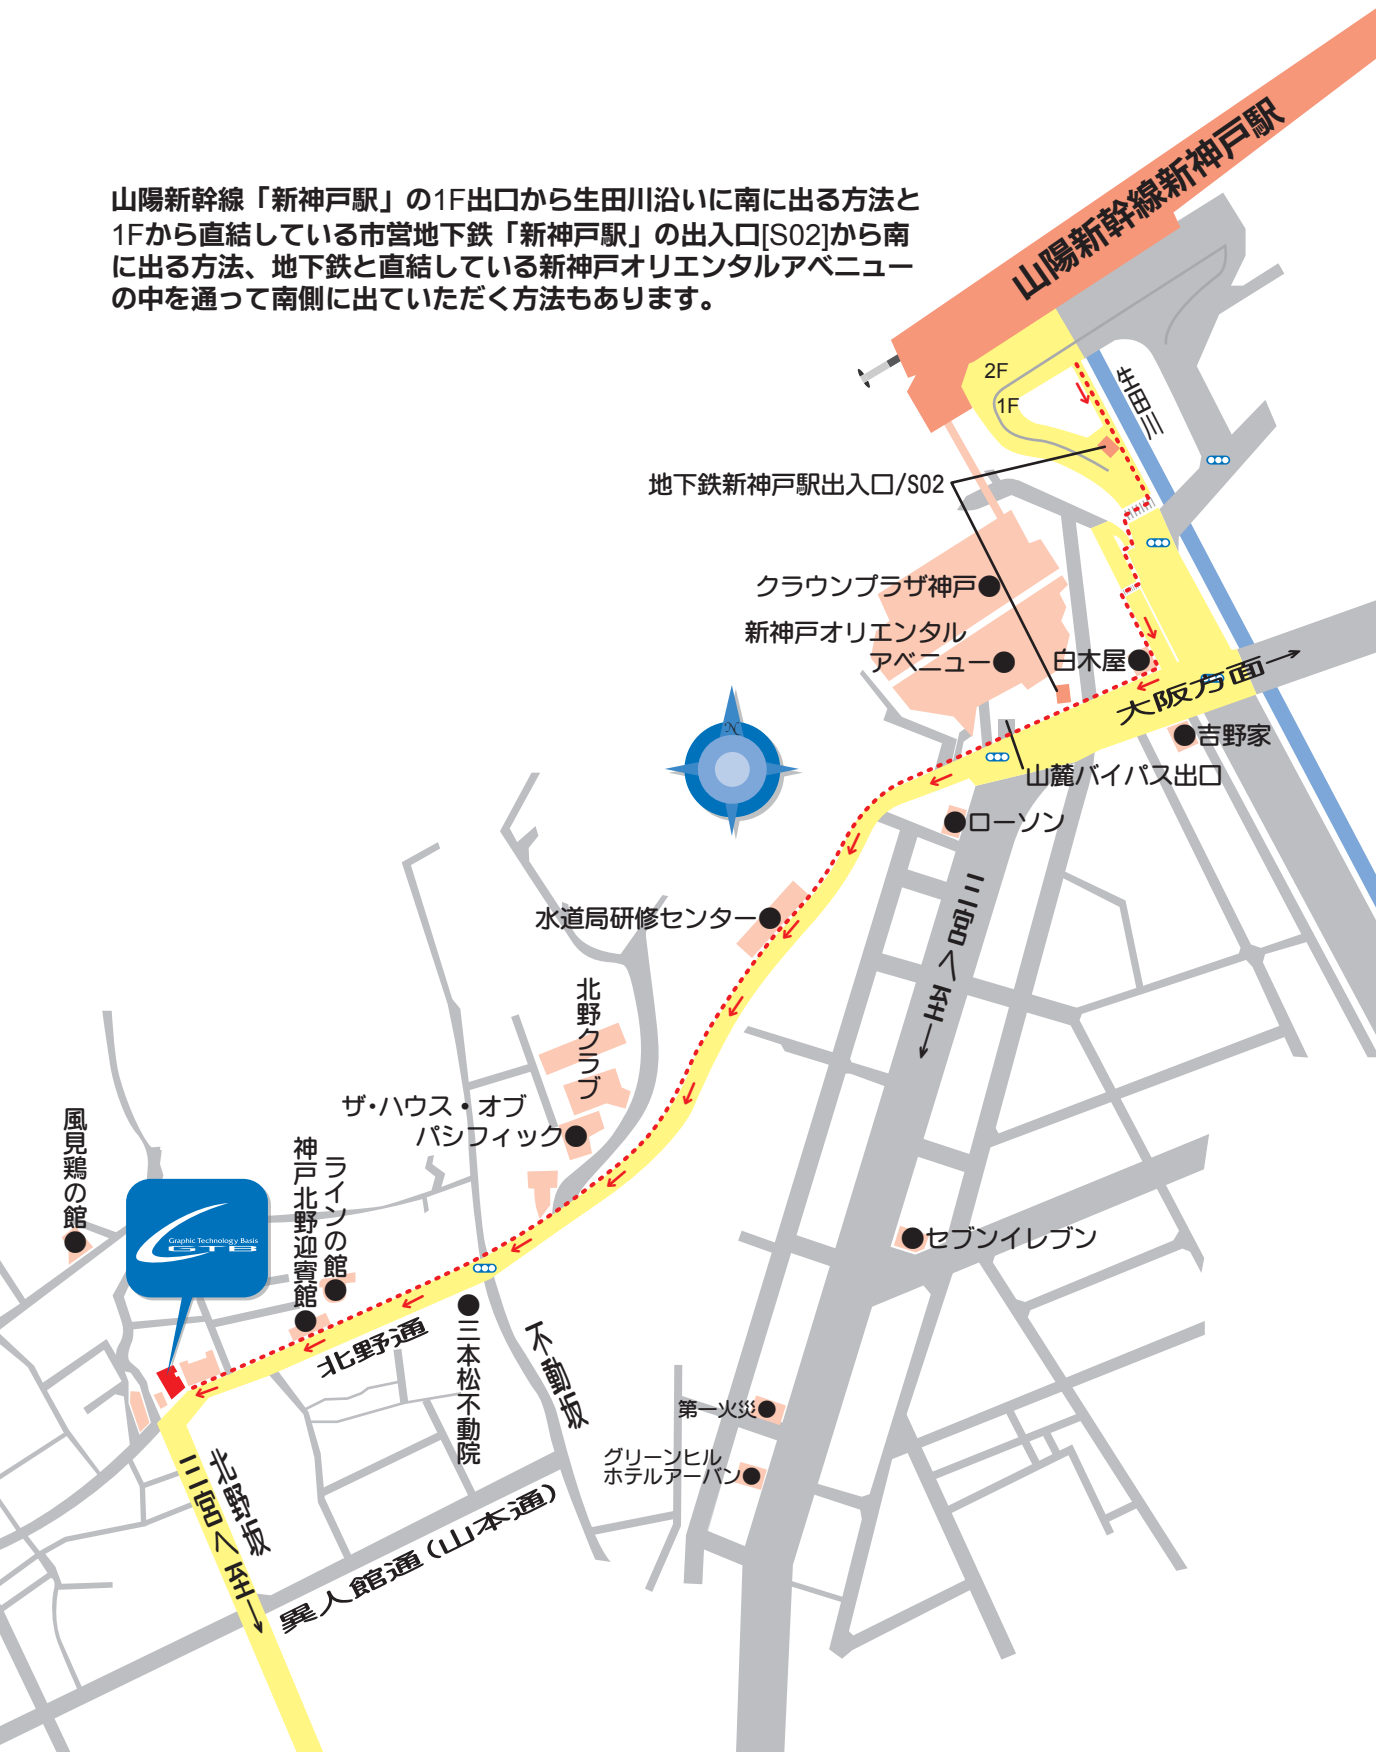 山陽新幹線「新神戸駅」の1F出口から生田川沿いに南に出る方法と
1Fから直結している市営地下鉄「新神戸駅」の出入口[S02]から南
に出る方法、地下鉄と直結している新神戸オリエンタルアベニュー
の中を通って南側に出ていただく方法もあります。
山陽新幹線新神戸駅
2F
1F
生田川
地下鉄新神戸駅出入口/S02
クラウンプラザ神戸
新神戸オリエンタル
アベニュー
白木屋
大阪方面→
吉野家
山麓バイパス出口
N
ローソン
三宮へ至→
水道局研修センター
北野クラブ
ザ・ハウス・オブ
パシフィック
風見鶏の館
神戸北野迎賓館
ラインの館
Graphic Technology Basis
GTB
セブンイレブン
北野通
三本松不動院
不動坂
第一火災
グリーンヒル
ホテルアーバン
北野坂
三宮へ至→
異人館通(山本通)